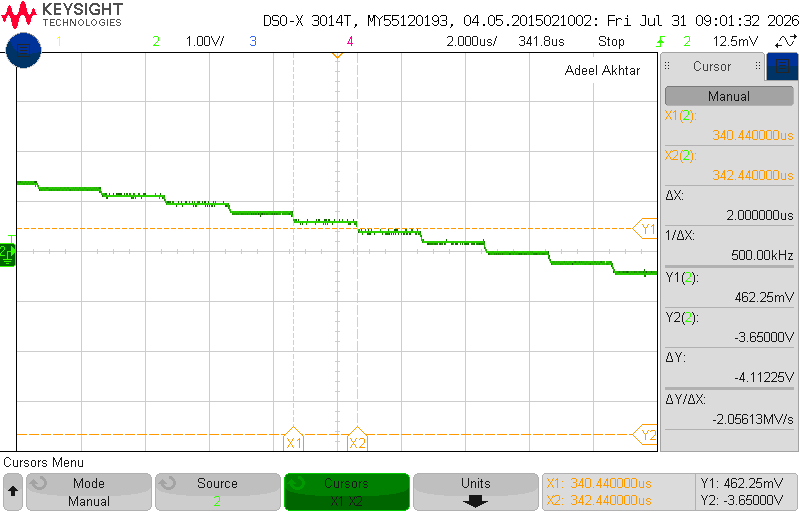 KEYSIGHT
TECHNOLOGIES
DSO-X 3014T, MY55120193, 04.05.2015021002: Fri Jul 31 09:01:32 2026
1 2 1.00V/ 3 4 2.000us/ 341.8us Stop 2 12.5mV
Adeel Akhtar
Cursor
Manual
X1(2):
340.440000us
X2(2):
342.440000us
ΔX:
2.000000us
1/ΔX:
500.00kHz
Y1(2):
462.25mV
Y2(2):
-3.65000V
ΔY:
-4.11225V
ΔY/ΔX:
-2.05613MV/s
T
2
Y1
Y2
X1 X2
Cursors Menu
Mode
Manual
Source
2
Cursors
X1 X2
Units
X1: 340.440000us
X2: 342.440000us
Y1: 462.25mV
Y2: -3.65000V